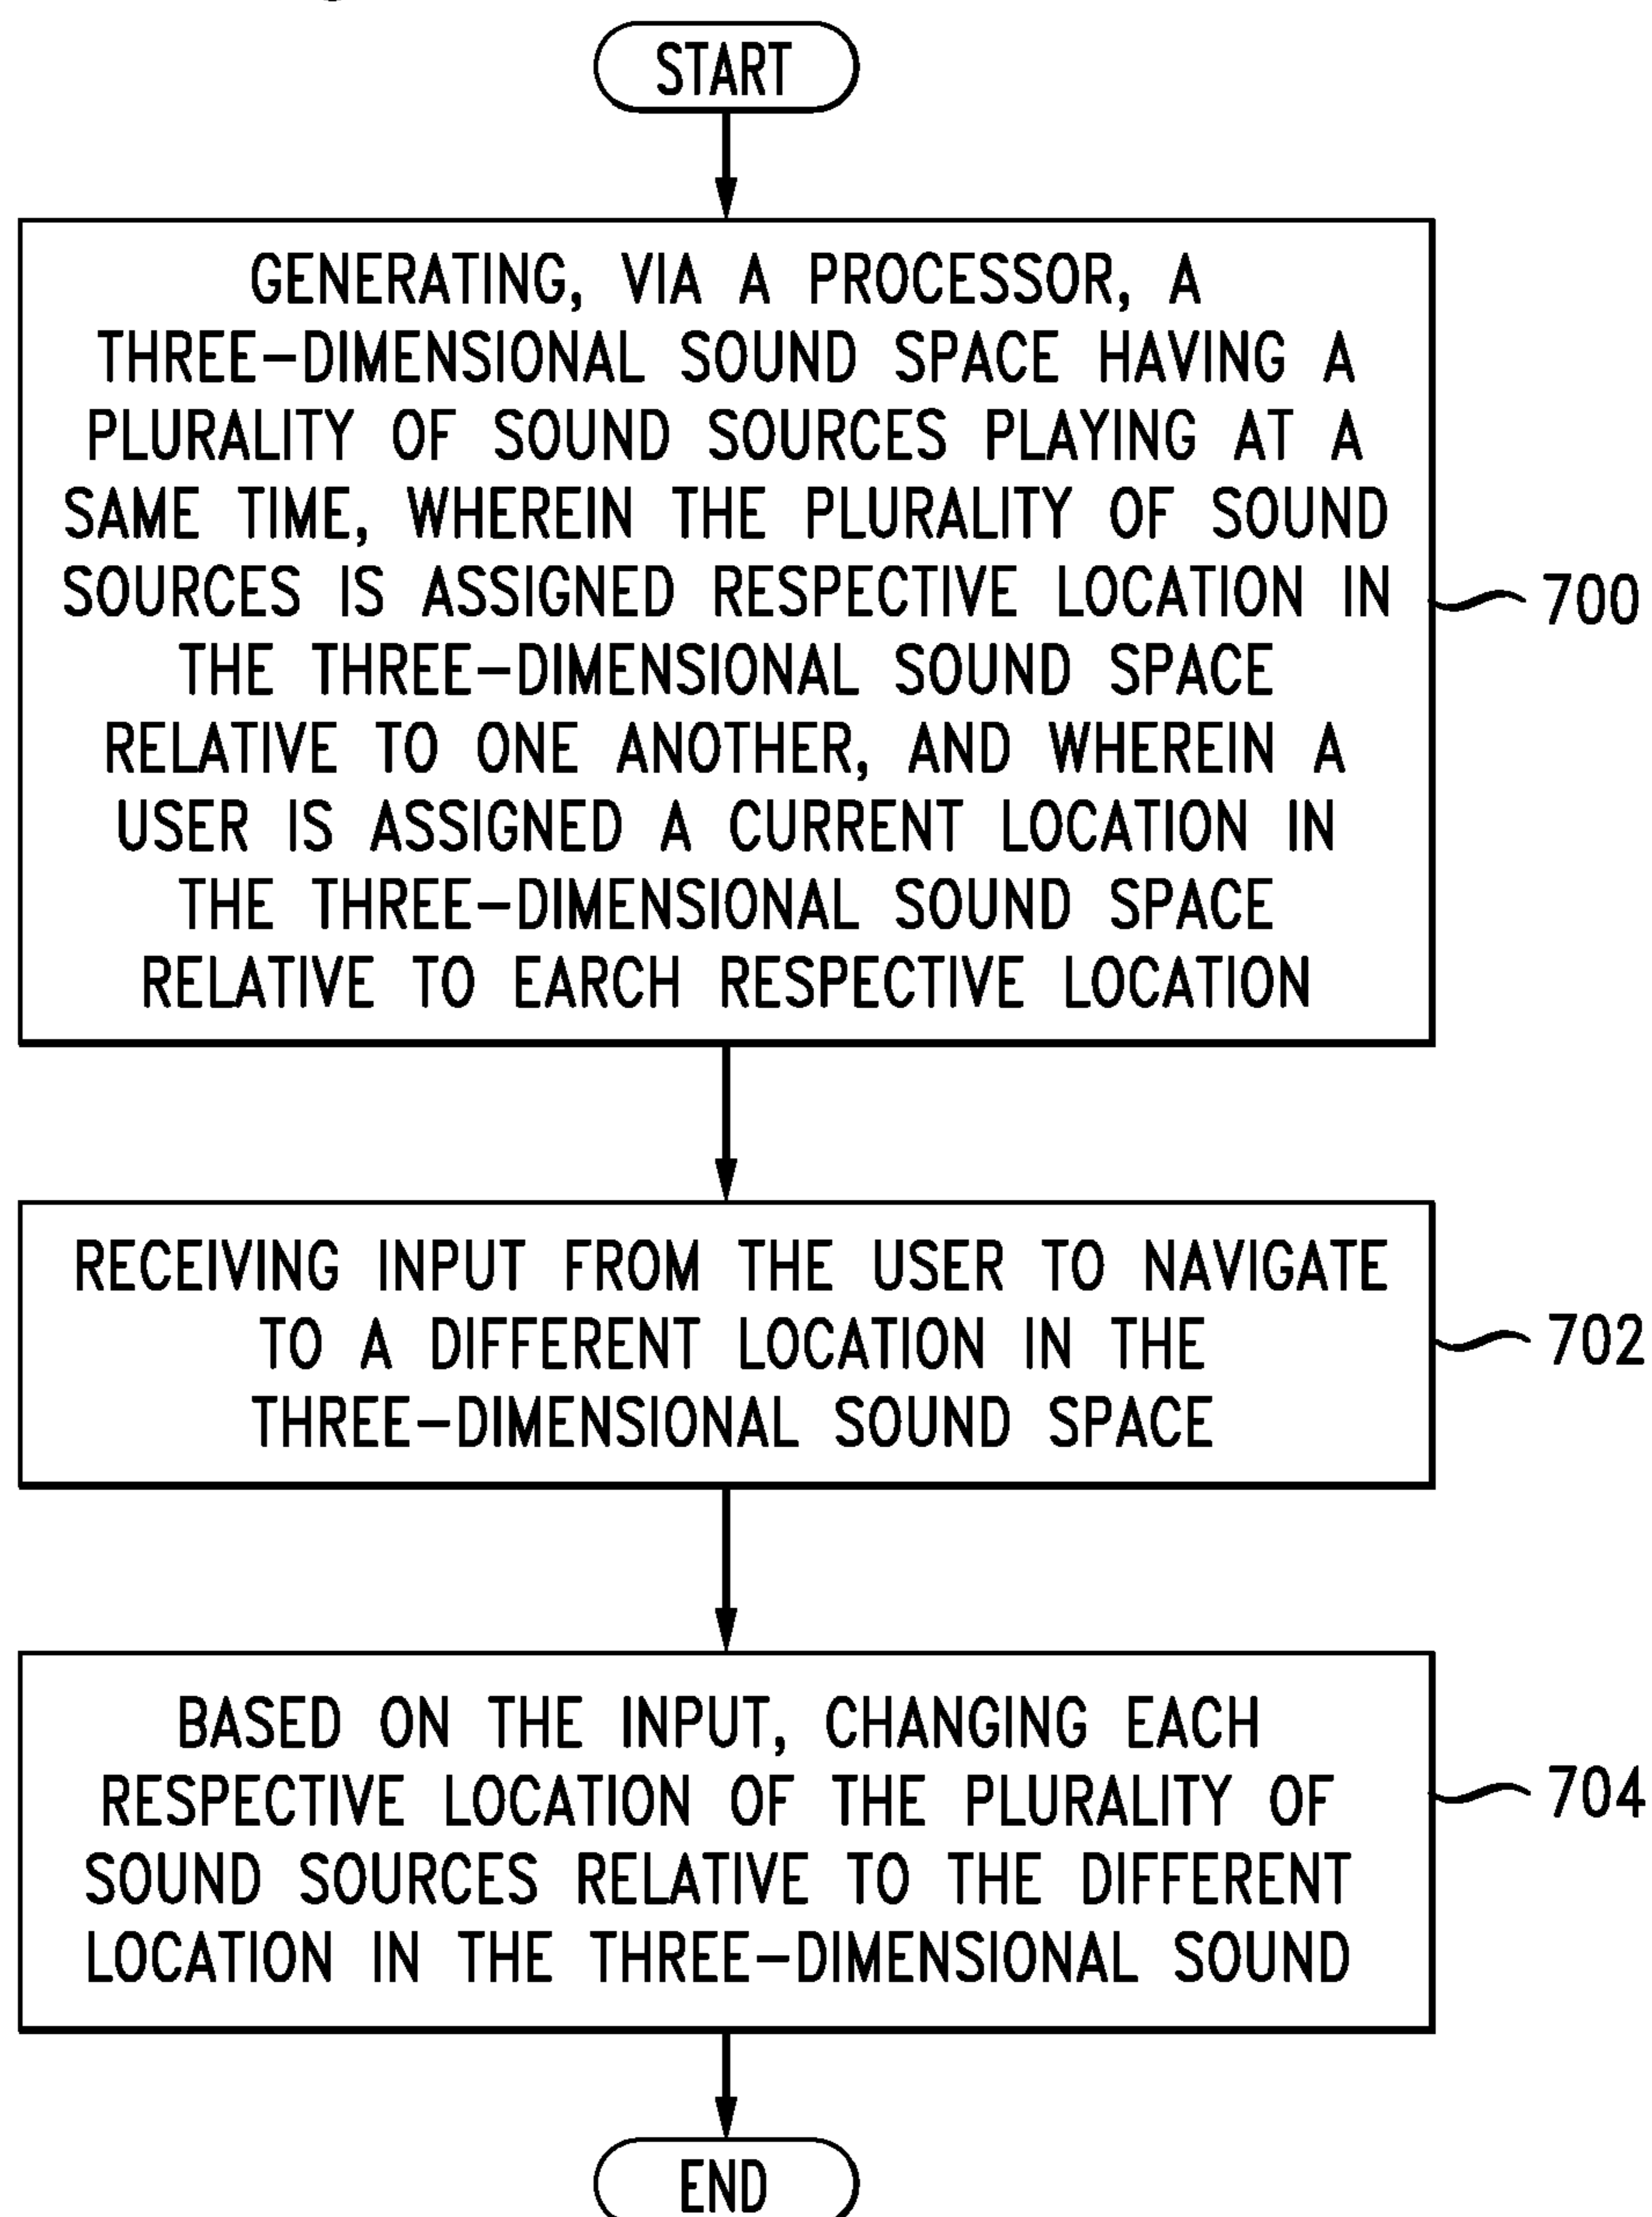 START
GENERATING, VIA A PROCESSOR, A
THREE-DIMENSIONAL SOUND SPACE HAVING A
PLURALITY OF SOUND SOURCES PLAYING AT A
SAME TIME, WHEREIN THE PLURALITY OF SOUND
SOURCES IS ASSIGNED RESPECTIVE LOCATION IN
THE THREE-DIMENSIONAL SOUND SPACE
RELATIVE TO ONE ANOTHER, AND WHEREIN A
USER IS ASSIGNED A CURRENT LOCATION IN
THE THREE-DIMENSIONAL SOUND SPACE
RELATIVE TO EARCH RESPECTIVE LOCATION
700
RECEIVING INPUT FROM THE USER TO NAVIGATE
TO A DIFFERENT LOCATION IN THE
THREE-DIMENSIONAL SOUND SPACE
702
BASED ON THE INPUT, CHANGING EACH
RESPECTIVE LOCATION OF THE PLURALITY OF
SOUND SOURCES RELATIVE TO THE DIFFERENT
LOCATION IN THE THREE-DIMENSIONAL SOUND
704
END